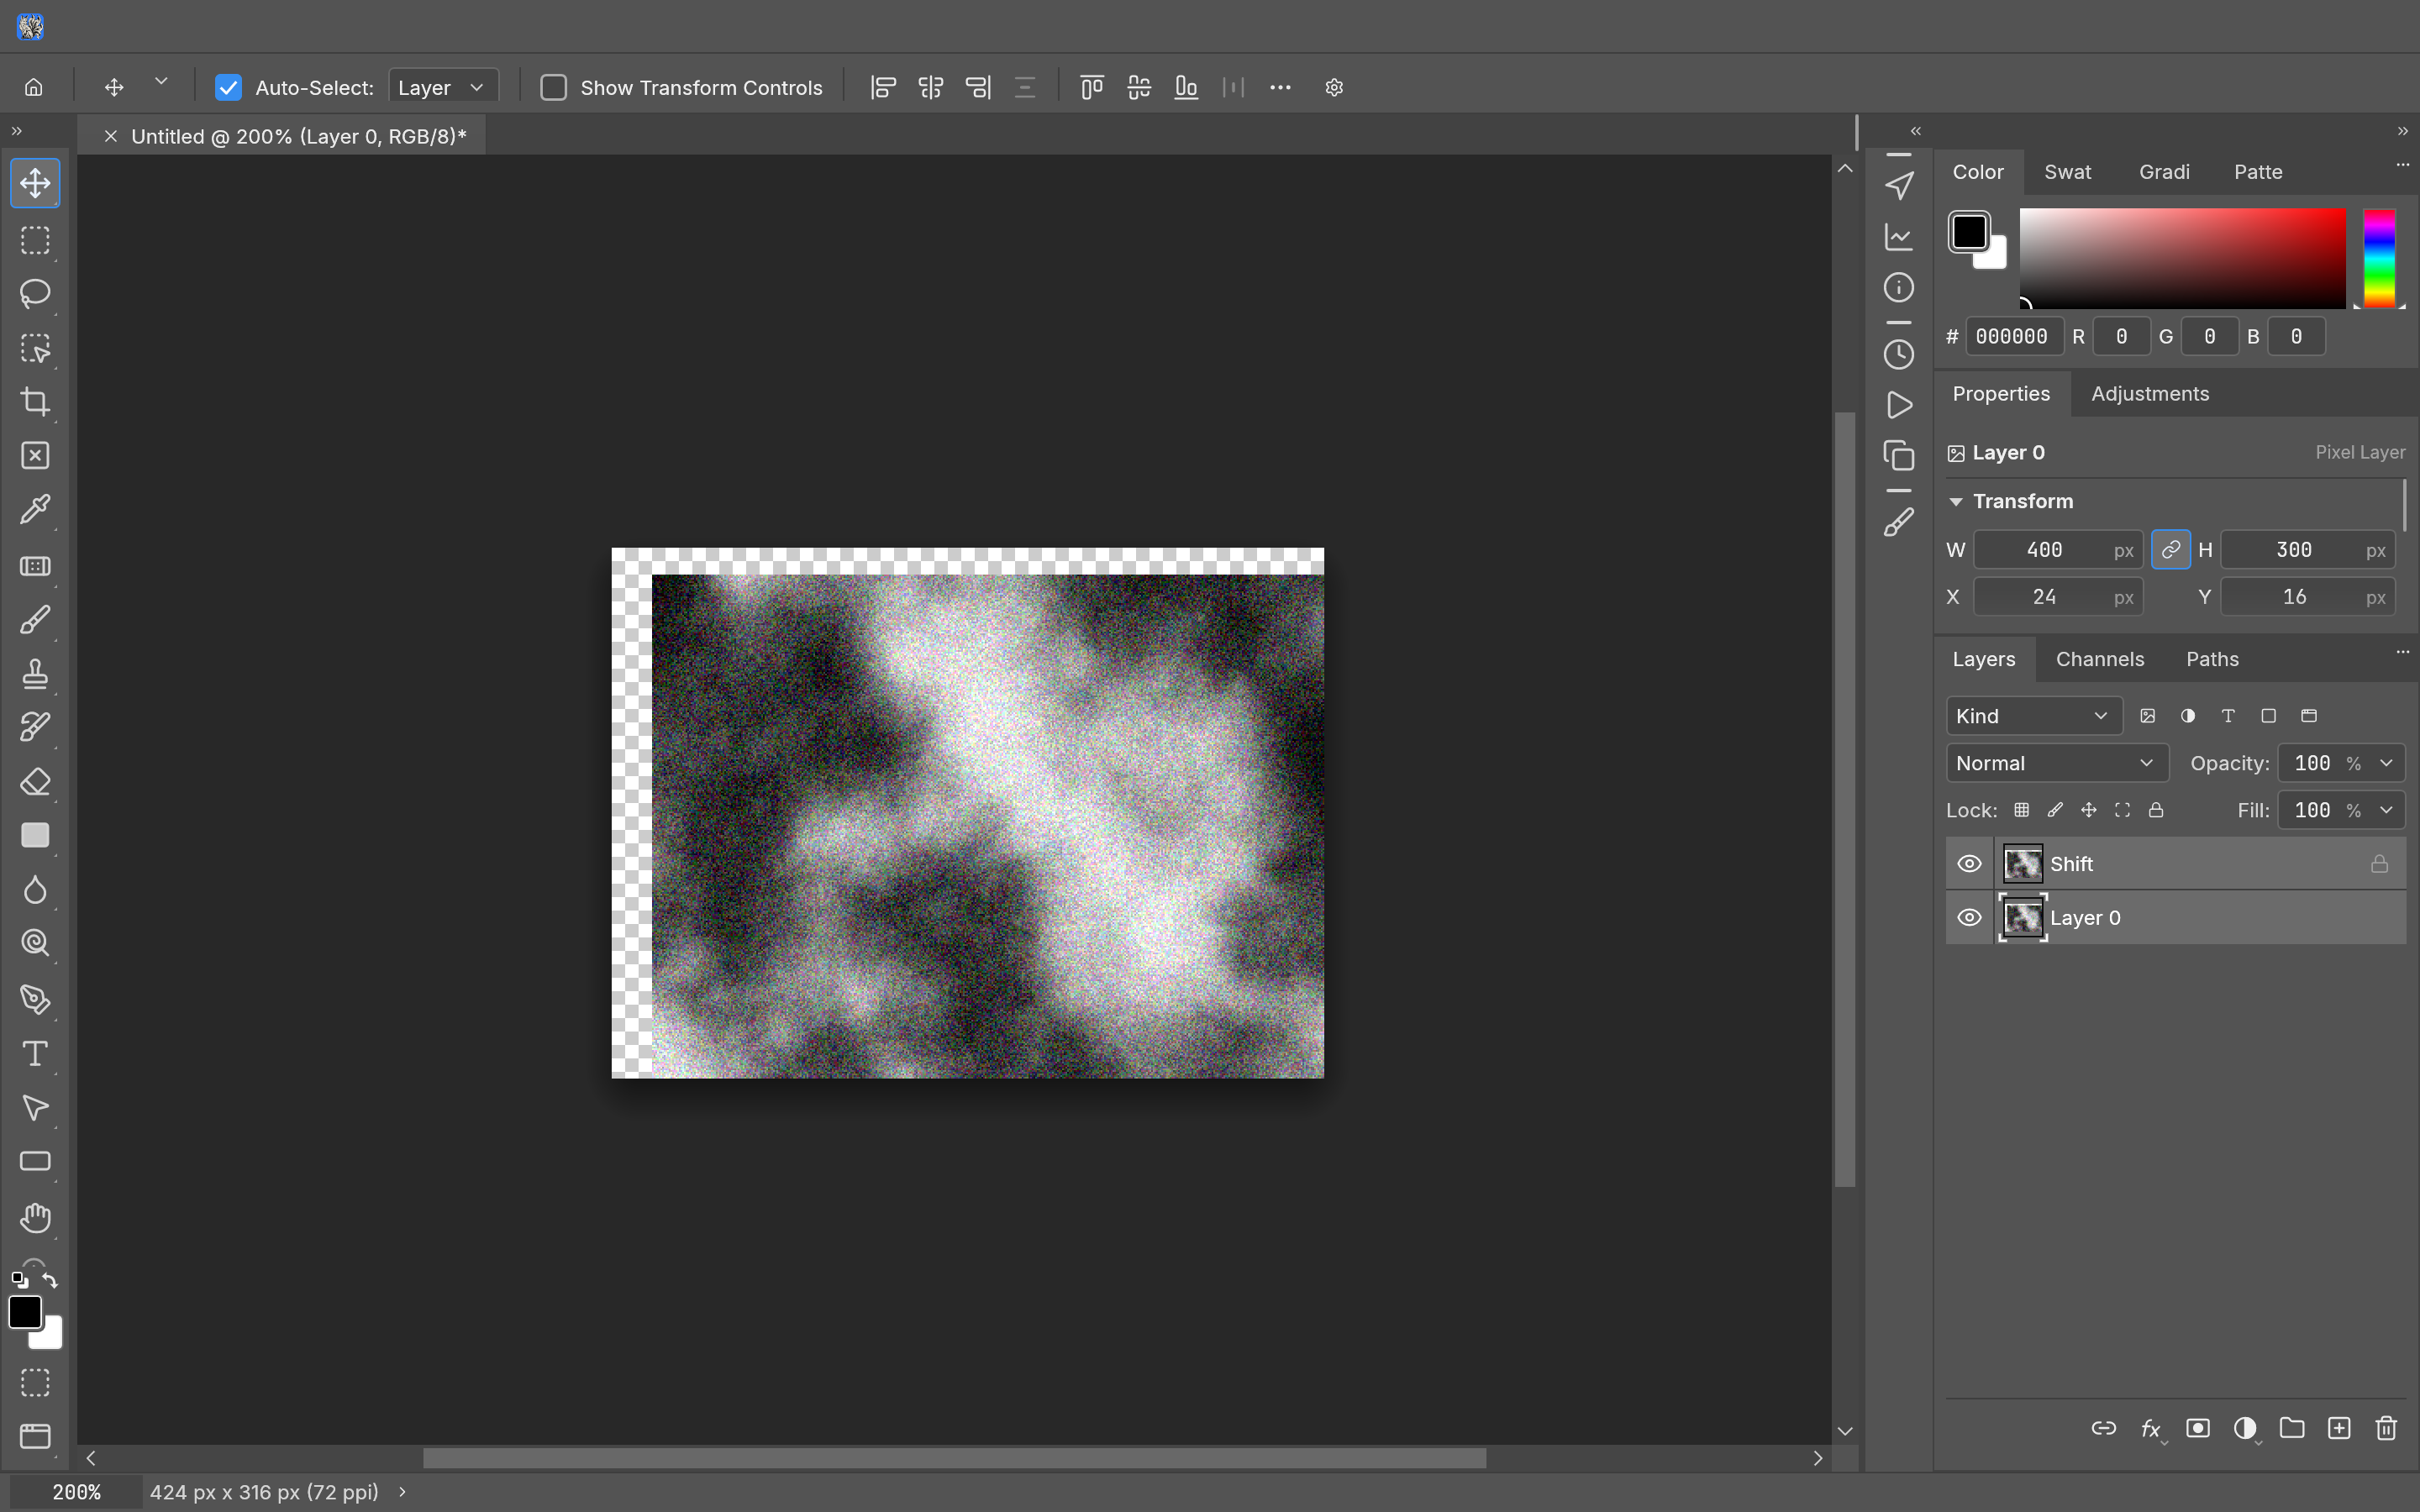 Auto-Select: Layer Show Transform Controls
Untitled @ 200% (Layer 0, RGB/8)*
Color Swat Gradi Patte
# 000000 R 0 G 0 B 0
Properties Adjustments
Layer 0 Pixel Layer
Transform
W 400 px H 300 px
X 24 px Y 16 px
Layers Channels Paths
Kind
Normal Opacity: 100 %
Lock: Fill: 100 %
Shift
Layer 0
fx
200% 424 px x 316 px (72 ppi)